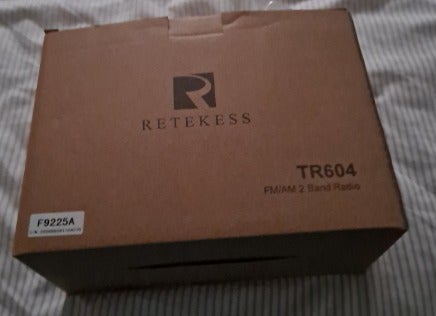 RETEKESS
TR604
FM/AM 2 Band Radio
F9225A